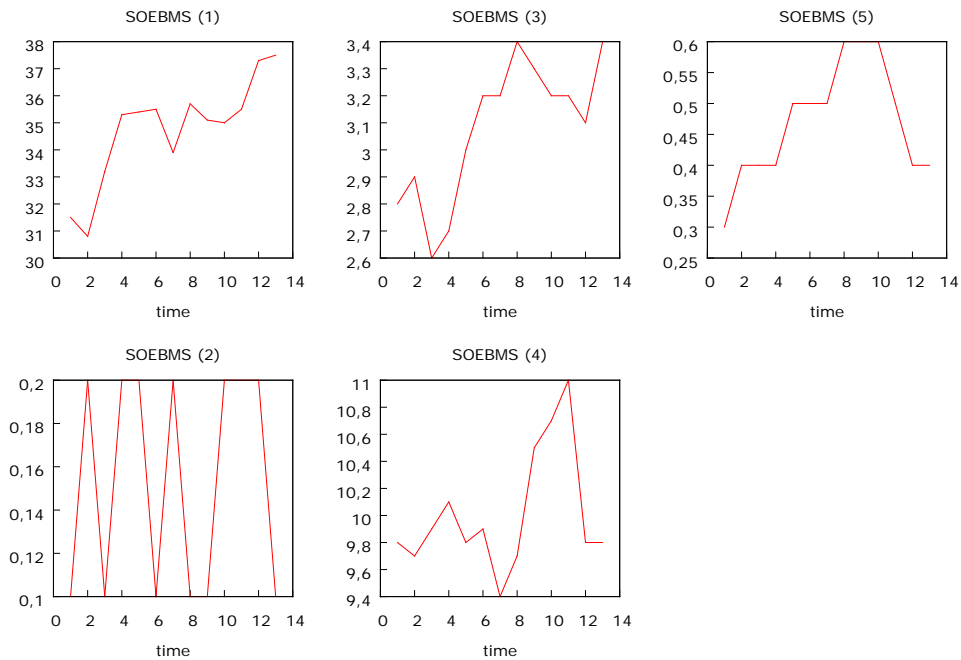 SOEBMS (1)
38
37
36
35
34
33
32
31
30
0 2 4 6 8 10 12 14
time
SOEBMS (3)
3,4
3,3
3,2
3,1
3
2,9
2,8
2,7
2,6
0 2 4 6 8 10 12 14
time
SOEBMS (5)
0,6
0,55
0,5
0,45
0,4
0,35
0,3
0,25
0 2 4 6 8 10 12 14
time
SOEBMS (2)
0,2
0,18
0,16
0,14
0,12
0,1
0 2 4 6 8 10 12 14
time
SOEBMS (4)
11
10,8
10,6
10,4
10,2
10
9,8
9,6
9,4
0 2 4 6 8 10 12 14
time